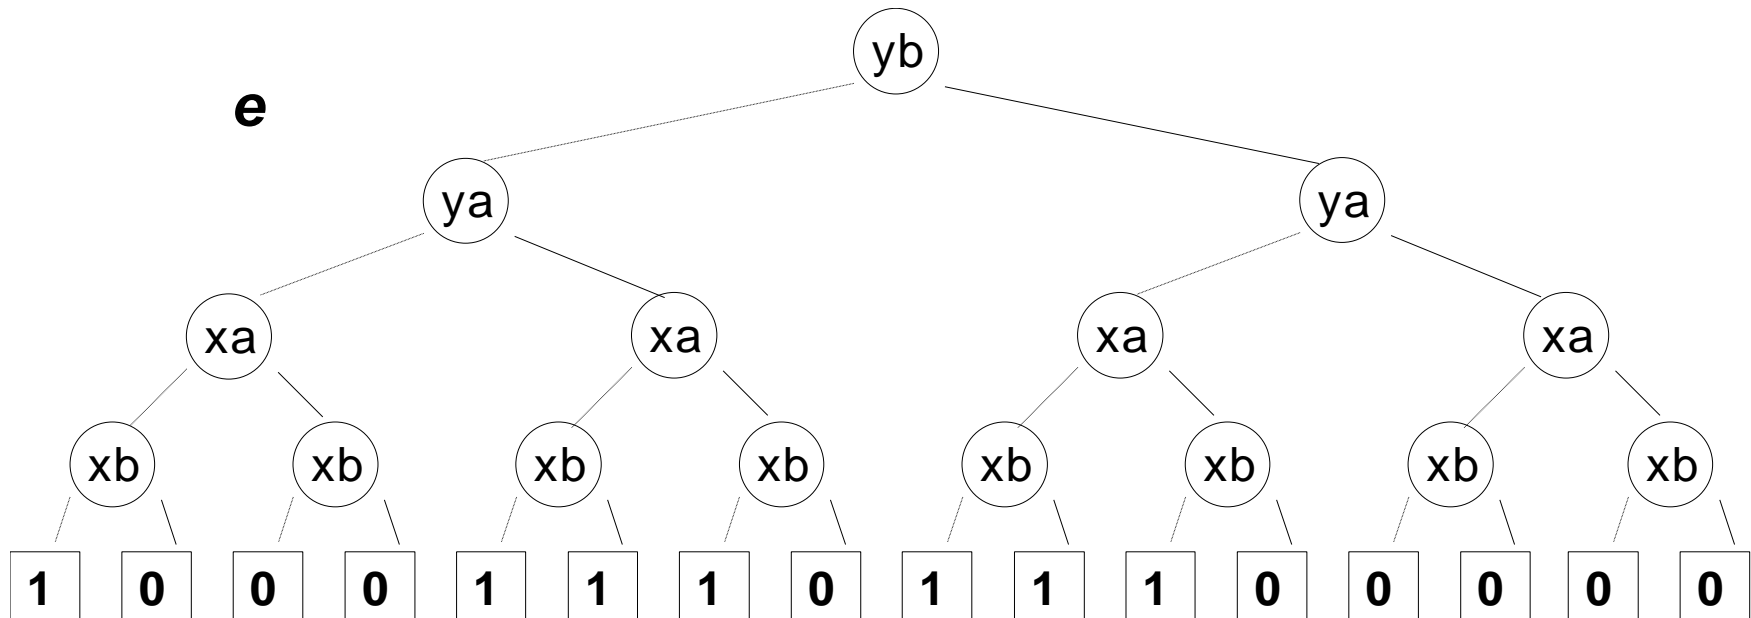 yb
e
ya ya
xa xa xa xa
xb xb xb xb xb xb xb xb
1 0 0 0 1 1 1 0 1 1 1 0 0 0 0 0